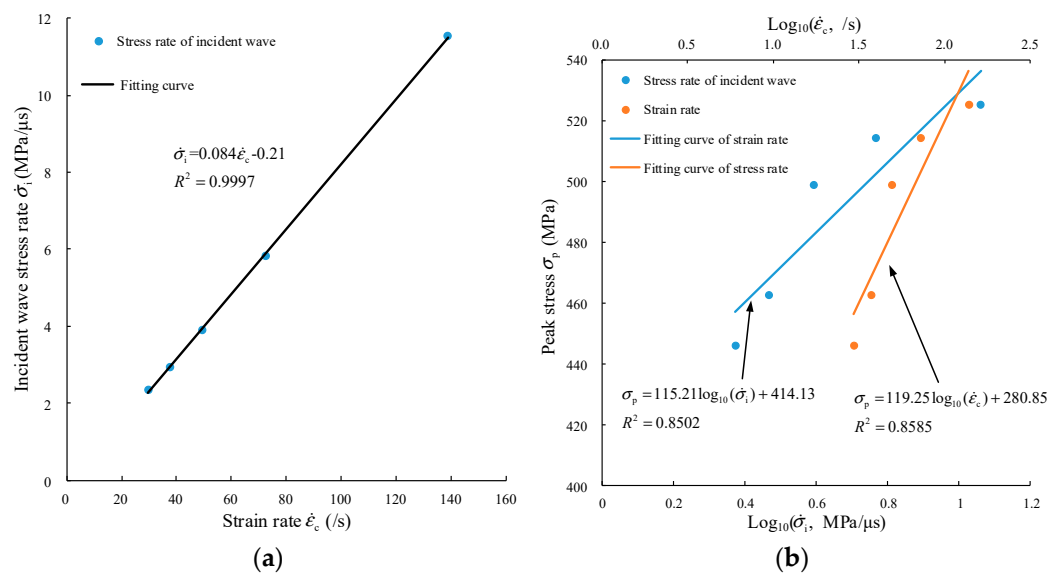 12
10
8
6
4
2
0
Incident wave stress rate σ̇i (MPa/μs)
Stress rate of incident wave
Fitting curve
σ̇i=0.084ε̇c-0.21
R² = 0.9997
0 20 40 60 80 100 120 140 160
Strain rate ε̇c (/s)
(a)
Log10(ε̇c, /s)
0.0 0.5 1.0 1.5 2.0 2.5
540
520
500
480
460
440
420
400
Peak stress σp (MPa)
Stress rate of incident wave
Strain rate
Fitting curve of strain rate
Fitting curve of stress rate
σp=115.21log10(σ̇i)+414.13
R² = 0.8502
σp=119.25log10(ε̇c)+280.85
R² = 0.8585
0 0.2 0.4 0.6 0.8 1 1.2
Log10(σ̇i, MPa/μs)
(b)